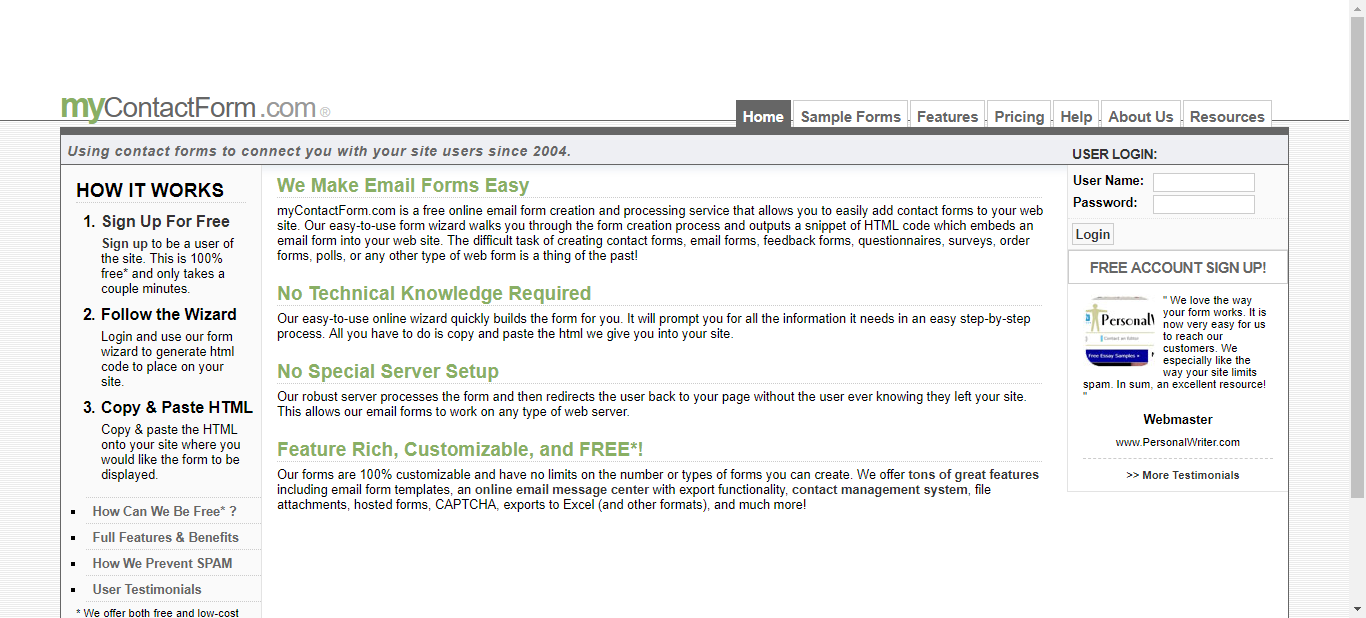 myContactForm.com ®
Home
Sample Forms
Features
Pricing
Help
About Us
Resources
Using contact forms to connect you with your site users since 2004.
USER LOGIN:
HOW IT WORKS
1. Sign Up For Free
Sign up to be a user of
the site. This is 100%
free* and only takes a
couple minutes.
2. Follow the Wizard
Login and use our form
wizard to generate html
code to place on your
site.
3. Copy & Paste HTML
Copy & paste the HTML
onto your site where you
would like the form to be
displayed.
How Can We Be Free* ?
Full Features & Benefits
How We Prevent SPAM
User Testimonials
* We offer both free and low-cost
We Make Email Forms Easy
myContactForm.com is a free online email form creation and processing service that allows you to easily add contact forms to your web
site. Our easy-to-use form wizard walks you through the form creation process and outputs a snippet of HTML code which embeds an
email form into your web site. The difficult task of creating contact forms, email forms, feedback forms, questionnaires, surveys, order
forms, polls, or any other type of web form is a thing of the past!
No Technical Knowledge Required
Our easy-to-use online wizard quickly builds the form for you. It will prompt you for all the information it needs in an easy step-by-step
process. All you have to do is copy and paste the html we give you into your site.
No Special Server Setup
Our robust server processes the form and then redirects the user back to your page without the user ever knowing they left your site.
This allows our email forms to work on any type of web server.
Feature Rich, Customizable, and FREE*!
Our forms are 100% customizable and have no limits on the number or types of forms you can create. We offer tons of great features
including email form templates, an online email message center with export functionality, contact management system, file
attachments, hosted forms, CAPTCHA, exports to Excel (and other formats), and much more!
User Name:
Password:
Login
FREE ACCOUNT SIGN UP!
PersonalW
Contact an Editor
Free Essay Samples
" We love the way
your form works. It is
now very easy for us
to reach our
customers. We
especially like the
way your site limits
spam. In sum, an excellent resource!
"
Webmaster
www.PersonalWriter.com
>> More Testimonials